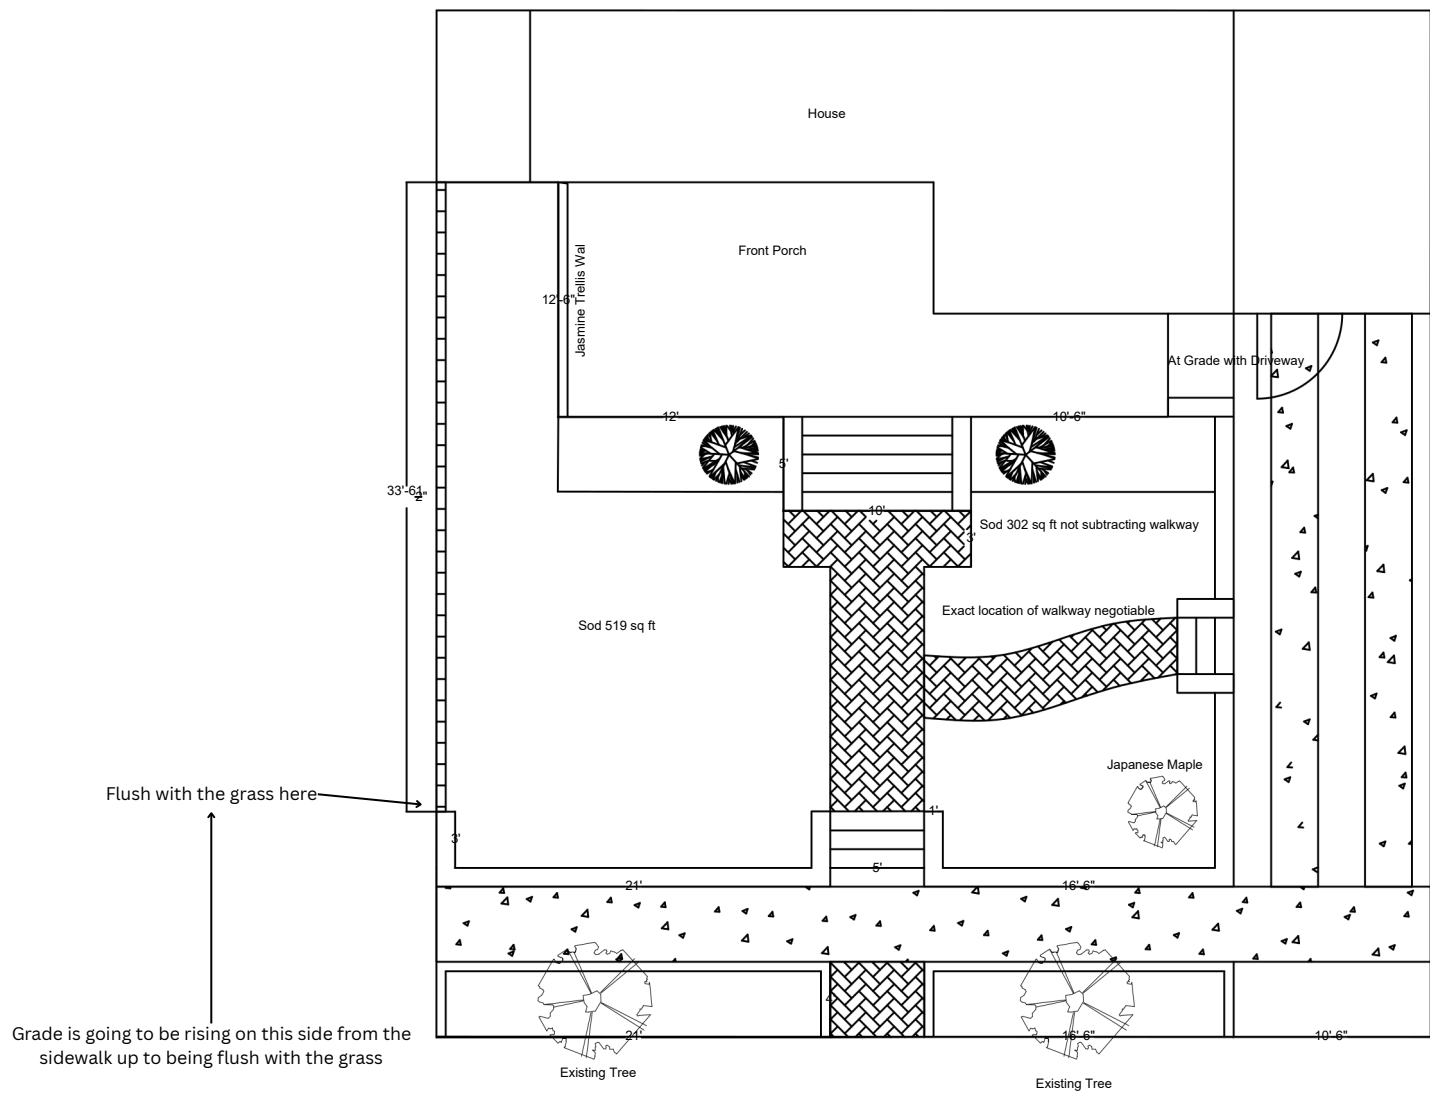 House
Front Porch
Jasmine Trellis Wal
12'-6"
At Grade with Driveway
12'
10'-6"
5'
33'-6½"
10'
Sod 302 sq ft not subtracting walkway
3'
Exact location of walkway negotiable
Sod 519 sq ft
Japanese Maple
Flush with the grass here
1'
3'
5'
21'
16'-6"
4'
Grade is going to be rising on this side from the
sidewalk up to being flush with the grass
21'
16'-6"
10'-6"
Existing Tree
Existing Tree